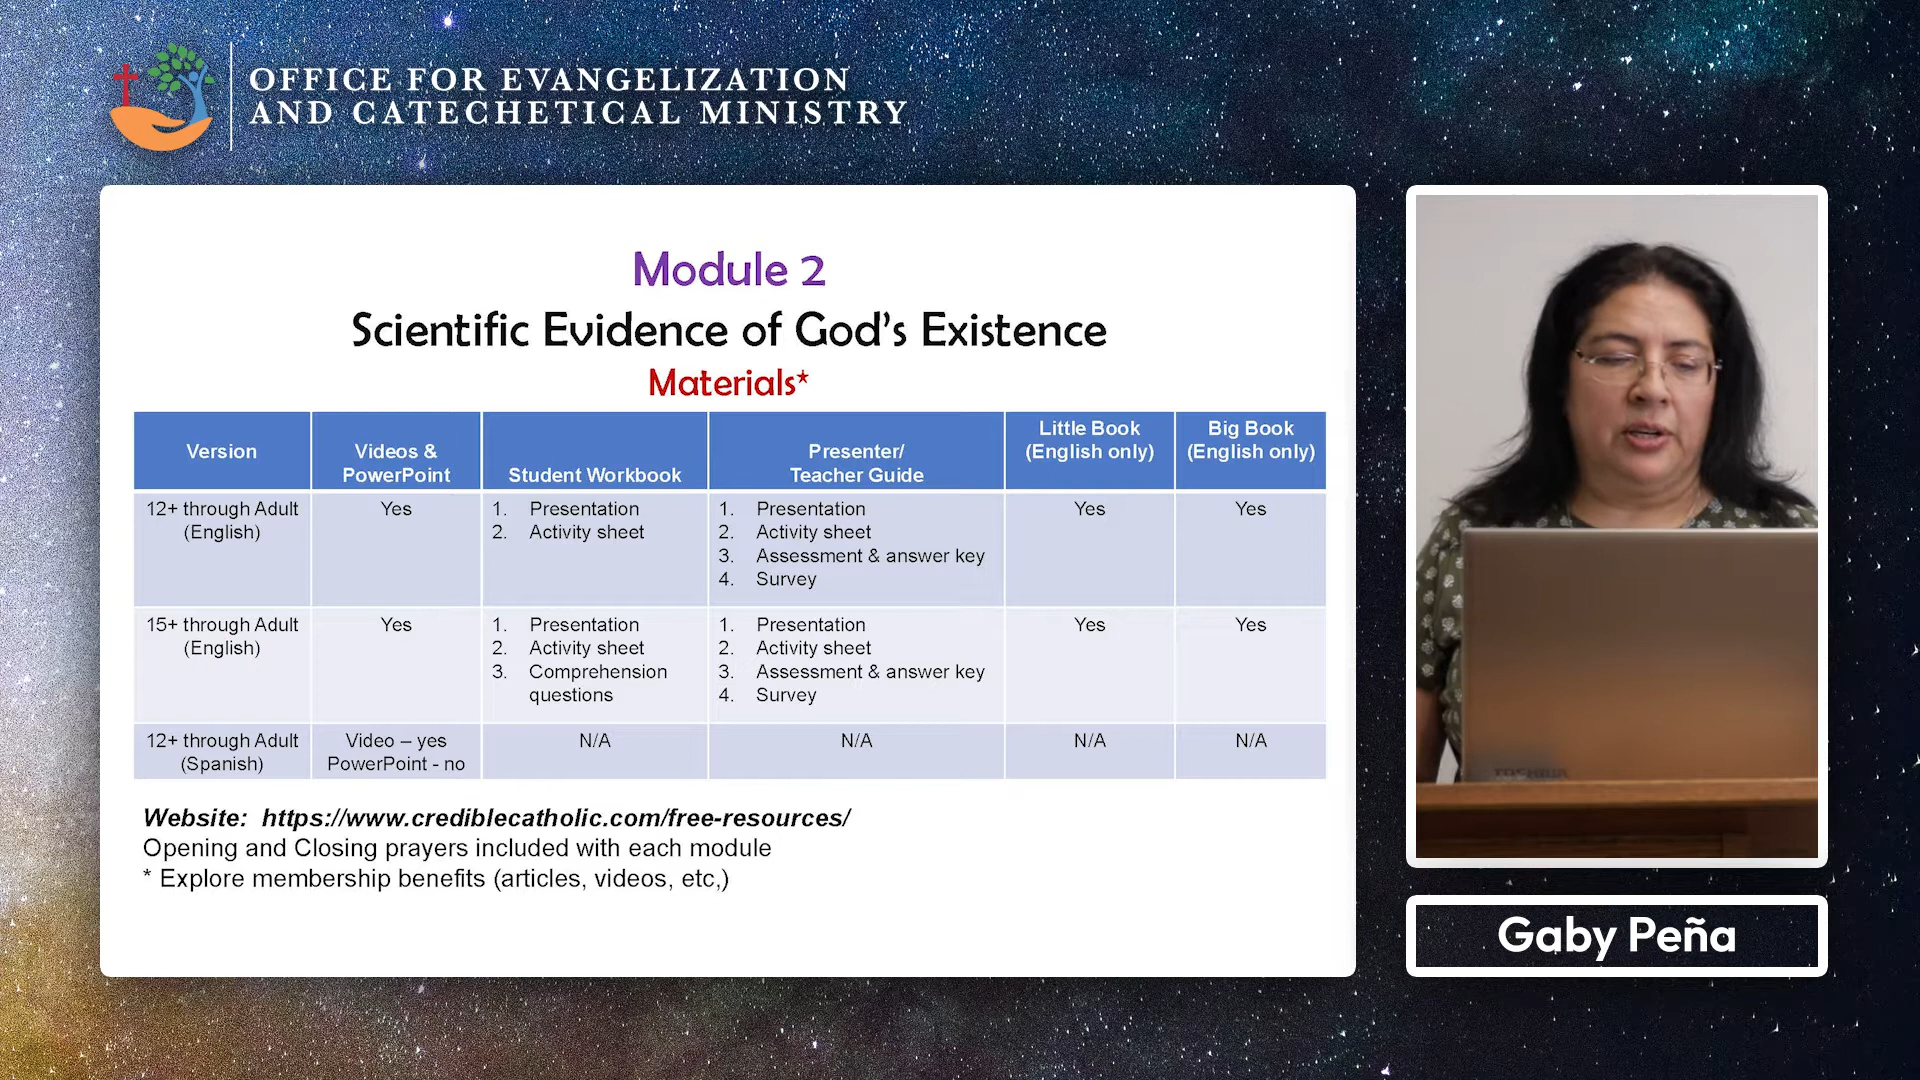 OFFICE FOR EVANGELIZATION
AND CATECHETICAL MINISTRY
Module 2
Scientific Evidence of God's Existence
Materials*
Version
Videos &
PowerPoint
Student Workbook
Presenter/
Teacher Guide
Little Book
(English only)
Big Book
(English only)
12+ through Adult
(English)
Yes
1. Presentation
2. Activity sheet
1. Presentation
2. Activity sheet
3. Assessment & answer key
4. Survey
Yes
Yes
15+ through Adult
(English)
Yes
1. Presentation
2. Activity sheet
3. Comprehension
questions
1. Presentation
2. Activity sheet
3. Assessment & answer key
4. Survey
Yes
Yes
12+ through Adult
(Spanish)
Video – yes
PowerPoint - no
N/A
N/A
N/A
N/A
Website: https://www.crediblecatholic.com/free-resources/
Opening and Closing prayers included with each module
* Explore membership benefits (articles, videos, etc,)
TOSHIBA
Gaby Peña